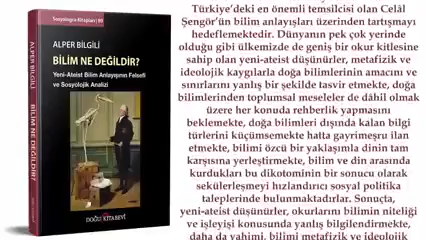 Sosyologca Kitapları | 90
ALPER BİLGİLİ
BİLİM NE DEĞİLDİR?
Yeni-Ateist Bilim Anlayışının Felsefi
ve Sosyolojik Analizi
DOĞU KİTABEVİ
ALPER BİLGİLİ
BİLİM NE DEĞİLDİR?
Türkiye'deki en önemli temsilcisi olan Celâl
Şengör'ün bilim anlayışları üzerinden tartışmayı
hedeflemektedir. Dünyanın pek çok yerinde
olduğu gibi ülkemizde de geniş bir okur kitlesine
sahip olan yeni-ateist düşünürler, metafizik ve
ideolojik kaygılarla doğa bilimlerinin amacını ve
sınırlarını yanlış bir şekilde tasvir etmekte, doğa
bilimlerinden toplumsal meseleler de dâhil olmak
üzere her konuda rehberlik yapmasını
beklemekte, doğa bilimleri dışında kalan bilgi
türlerini küçümsemekte hatta gayrimeşru ilan
etmekte, bilimi özcü bir yaklaşımla dinin tam
karşısına yerleştirmekte, bilim ve din arasında
kurdukları bu dikotominin bir sonucu olarak
sekülerleşmeyi hızlandırıcı sosyal politika
taleplerinde bulunmaktadırlar. Sonuçta,
yeni-ateist düşünürler, okurlarını bilimin niteliği
ve işleyişi konusunda yanlış bilgilendirmekte,
daha da vahimi, bilimi metafizik ve ideolojik